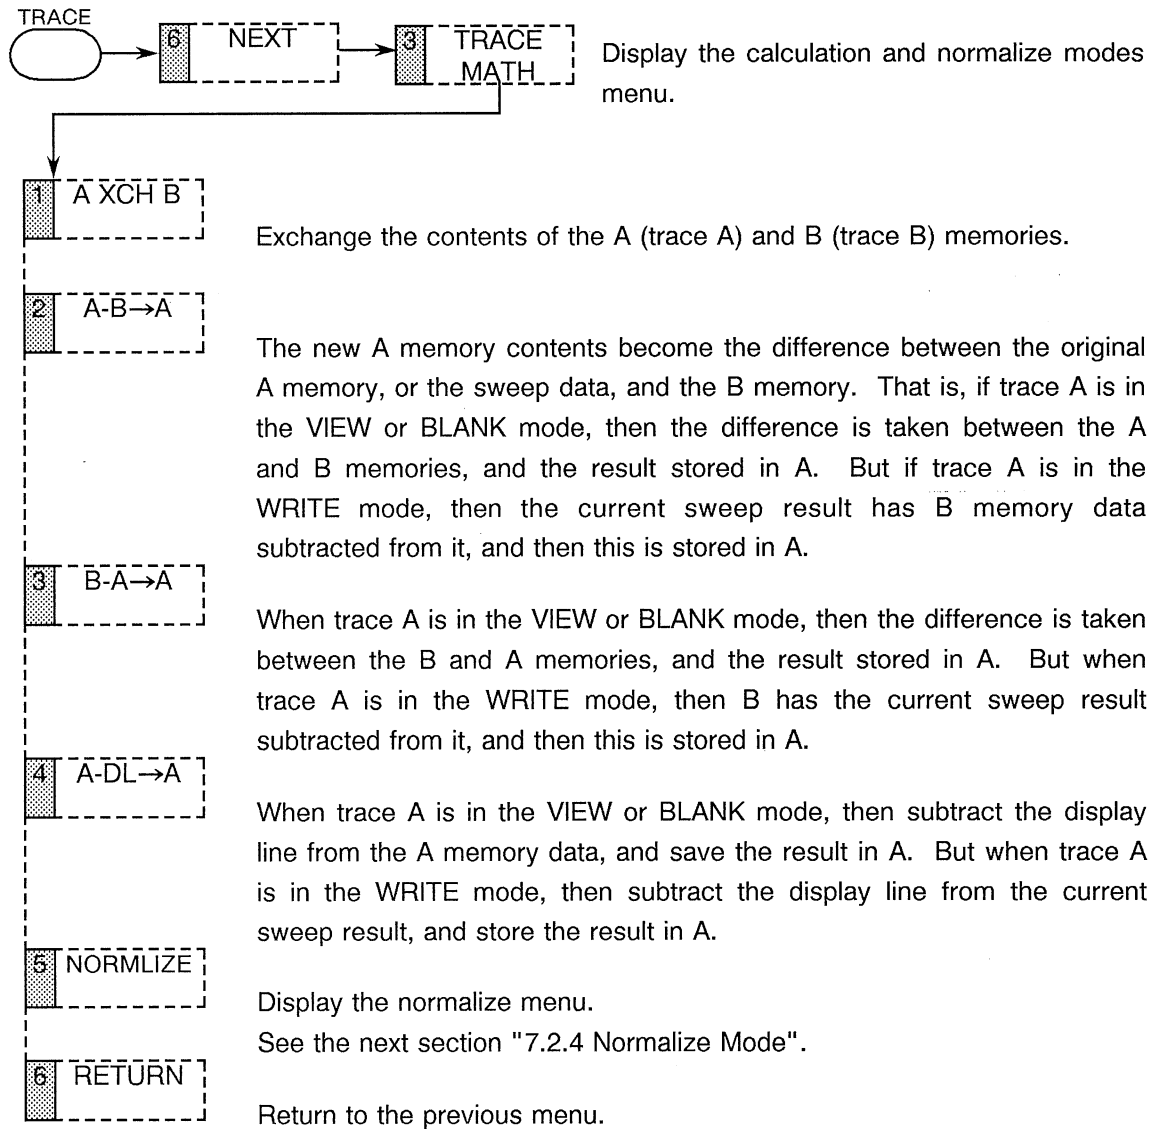 TRACE
6 NEXT
3 TRACE
MATH
Display the calculation and normalize modes
menu.
1 A XCH B
Exchange the contents of the A (trace A) and B (trace B) memories.
2 A-B→A
The new A memory contents become the difference between the original
A memory, or the sweep data, and the B memory. That is, if trace A is in
the VIEW or BLANK mode, then the difference is taken between the A
and B memories, and the result stored in A. But if trace A is in the
WRITE mode, then the current sweep result has B memory data
subtracted from it, and then this is stored in A.
3 B-A→A
When trace A is in the VIEW or BLANK mode, then the difference is taken
between the B and A memories, and the result stored in A. But when
trace A is in the WRITE mode, then B has the current sweep result
subtracted from it, and then this is stored in A.
4 A-DL→A
When trace A is in the VIEW or BLANK mode, then subtract the display
line from the A memory data, and save the result in A. But when trace A
is in the WRITE mode, then subtract the display line from the current
sweep result, and store the result in A.
5 NORMLIZE
Display the normalize menu.
See the next section "7.2.4 Normalize Mode".
6 RETURN
Return to the previous menu.